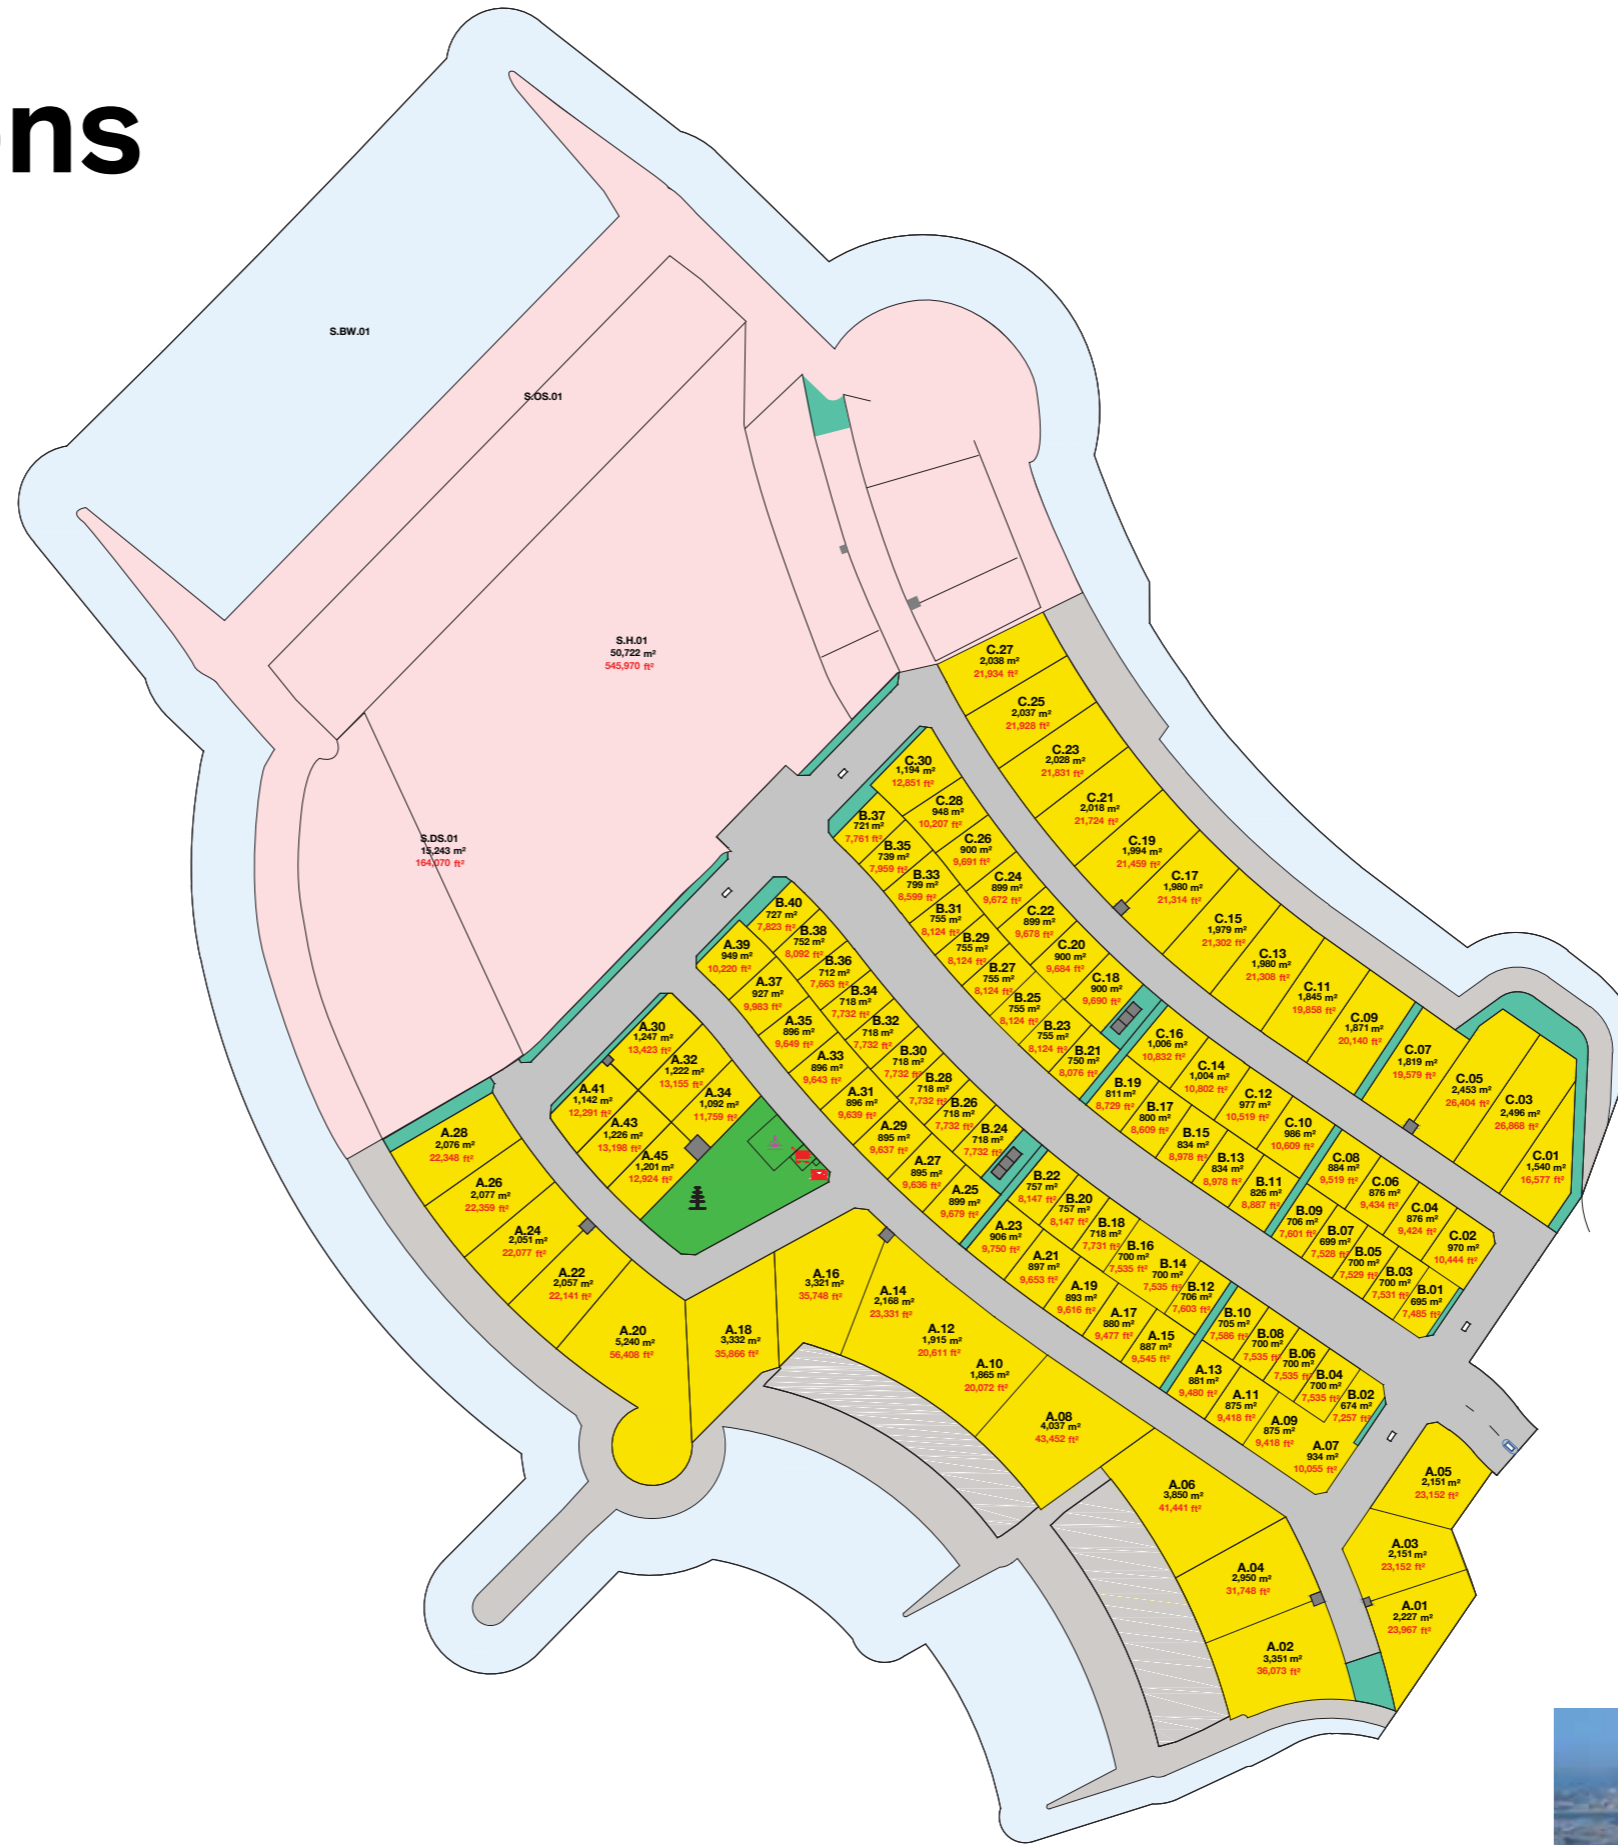 ns
S.BW.01
S.OS.01
S.H.01
50,722 m²
545,970 ft²
S.DS.01
15,243 m²
164,070 ft²
C.27
2,038 m²
21,934 ft²
C.25
2,037 m²
21,928 ft²
C.23
2,028 m²
21,831 ft²
C.21
2,018 m²
21,724 ft²
C.19
1,994 m²
21,459 ft²
C.17
1,980 m²
21,314 ft²
C.15
1,979 m²
21,302 ft²
C.13
1,980 m²
21,308 ft²
C.11
1,845 m²
19,858 ft²
C.09
1,871 m²
20,140 ft²
C.07
1,819 m²
19,579 ft²
C.05
2,453 m²
26,404 ft²
C.03
2,496 m²
26,868 ft²
C.01
1,540 m²
16,577 ft²
C.30
1,194 m²
12,851 ft²
C.28
948 m²
10,207 ft²
C.26
900 m²
9,691 ft²
C.24
899 m²
9,672 ft²
C.22
899 m²
9,678 ft²
C.20
900 m²
9,684 ft²
C.18
900 m²
9,690 ft²
C.16
1,006 m²
10,832 ft²
C.14
1,004 m²
10,802 ft²
C.12
977 m²
10,519 ft²
C.10
986 m²
10,609 ft²
C.08
884 m²
9,519 ft²
C.06
876 m²
9,434 ft²
C.04
876 m²
9,424 ft²
C.02
970 m²
10,444 ft²
B.37
721 m²
7,761 ft²
B.35
739 m²
7,959 ft²
B.33
799 m²
8,599 ft²
B.31
755 m²
8,124 ft²
B.29
755 m²
8,124 ft²
B.27
755 m²
8,124 ft²
B.25
755 m²
8,124 ft²
B.23
755 m²
8,124 ft²
B.21
750 m²
8,076 ft²
B.19
811 m²
8,729 ft²
B.17
800 m²
8,609 ft²
B.15
834 m²
8,978 ft²
B.13
834 m²
8,978 ft²
B.11
826 m²
8,887 ft²
B.09
706 m²
7,601 ft²
B.07
699 m²
7,528 ft²
B.05
700 m²
7,529 ft²
B.03
700 m²
7,531 ft²
B.01
695 m²
7,485 ft²
B.40
727 m²
7,823 ft²
B.38
752 m²
8,092 ft²
B.36
712 m²
7,663 ft²
B.34
718 m²
7,732 ft²
B.32
718 m²
7,732 ft²
B.30
718 m²
7,732 ft²
B.28
718 m²
7,732 ft²
B.26
718 m²
7,732 ft²
B.24
718 m²
7,732 ft²
B.22
757 m²
8,147 ft²
B.20
757 m²
8,147 ft²
B.18
718 m²
7,731 ft²
B.16
700 m²
7,535 ft²
B.14
700 m²
7,535 ft²
B.12
706 m²
7,603 ft²
B.10
705 m²
7,586 ft²
B.08
700 m²
7,535 ft²
B.06
700 m²
7,535 ft²
B.04
700 m²
7,535 ft²
B.02
674 m²
7,257 ft²
A.39
949 m²
10,220 ft²
A.37
927 m²
9,983 ft²
A.35
896 m²
9,649 ft²
A.33
896 m²
9,643 ft²
A.31
896 m²
9,639 ft²
A.29
895 m²
9,637 ft²
A.27
895 m²
9,636 ft²
A.25
899 m²
9,679 ft²
A.23
906 m²
9,750 ft²
A.21
897 m²
9,653 ft²
A.19
893 m²
9,616 ft²
A.17
880 m²
9,477 ft²
A.15
887 m²
9,545 ft²
A.13
881 m²
9,480 ft²
A.11
875 m²
9,418 ft²
A.09
875 m²
9,418 ft²
A.07
934 m²
10,055 ft²
A.30
1,247 m²
13,423 ft²
A.32
1,222 m²
13,155 ft²
A.34
1,092 m²
11,759 ft²
A.41
1,142 m²
12,291 ft²
A.43
1,226 m²
13,198 ft²
A.45
1,201 m²
12,924 ft²
A.28
2,076 m²
22,348 ft²
A.26
2,077 m²
22,359 ft²
A.24
2,051 m²
22,077 ft²
A.22
2,057 m²
22,141 ft²
A.20
5,240 m²
56,408 ft²
A.18
3,332 m²
35,866 ft²
A.16
3,321 m²
35,748 ft²
A.14
2,168 m²
23,331 ft²
A.12
1,915 m²
20,611 ft²
A.10
1,865 m²
20,072 ft²
A.08
4,037 m²
43,452 ft²
A.06
3,850 m²
41,441 ft²
A.04
2,950 m²
31,748 ft²
A.02
3,351 m²
36,073 ft²
A.05
2,151 m²
23,152 ft²
A.03
2,151 m²
23,152 ft²
A.01
2,227 m²
23,967 ft²